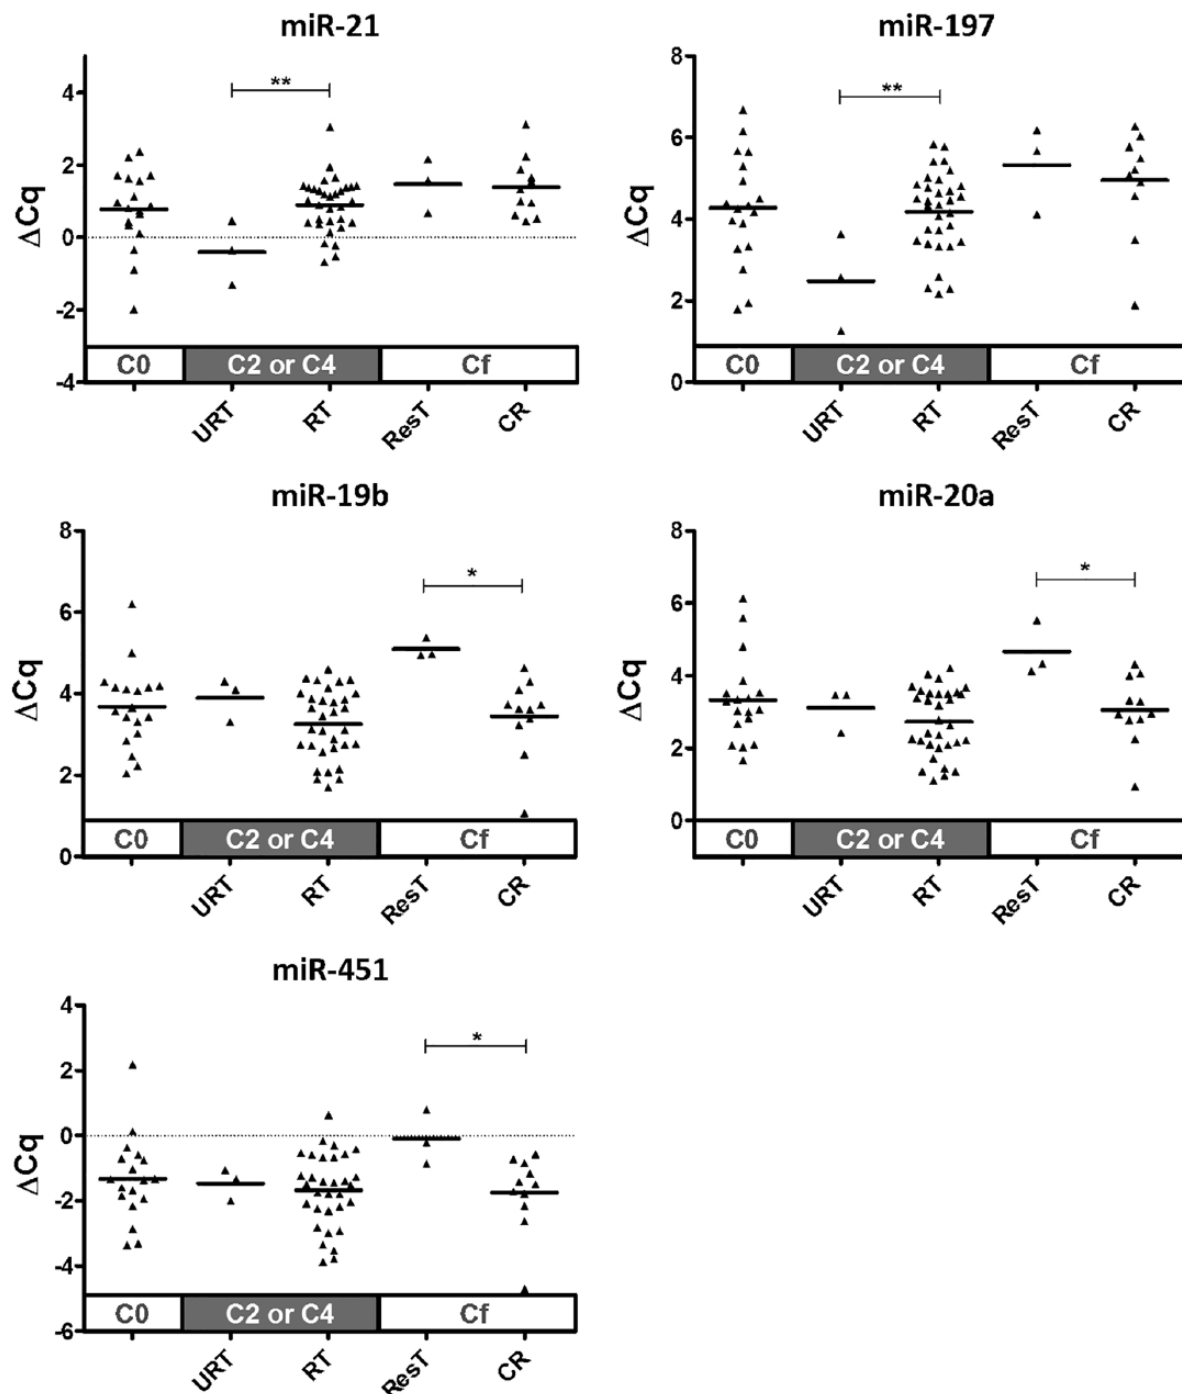 miR-21
ΔCq
4
2
0
-2
-4
**
C0
C2 or C4
Cf
URT
RT
ResT
CR
miR-197
ΔCq
8
6
4
2
0
**
C0
C2 or C4
Cf
URT
RT
ResT
CR
miR-19b
ΔCq
8
6
4
2
0
*
C0
C2 or C4
Cf
URT
RT
ResT
CR
miR-20a
ΔCq
8
6
4
2
0
*
C0
C2 or C4
Cf
URT
RT
ResT
CR
miR-451
ΔCq
4
2
0
-2
-4
-6
*
C0
C2 or C4
Cf
URT
RT
ResT
CR